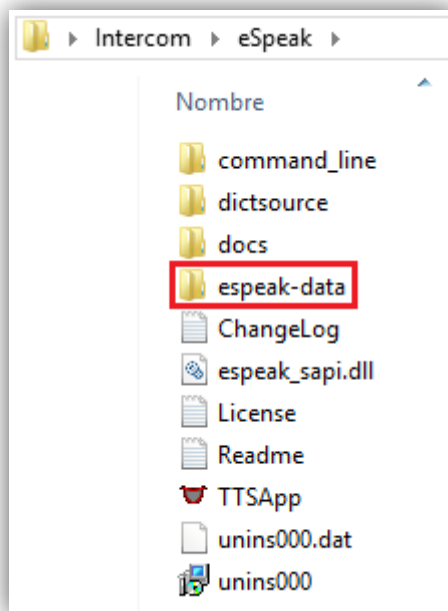 Intercom eSpeak
Nombre
command_line
dictsource
docs
espeak-data
ChangeLog
espeak_sapi.dll
License
Readme
TTSApp
unins000.dat
unins000